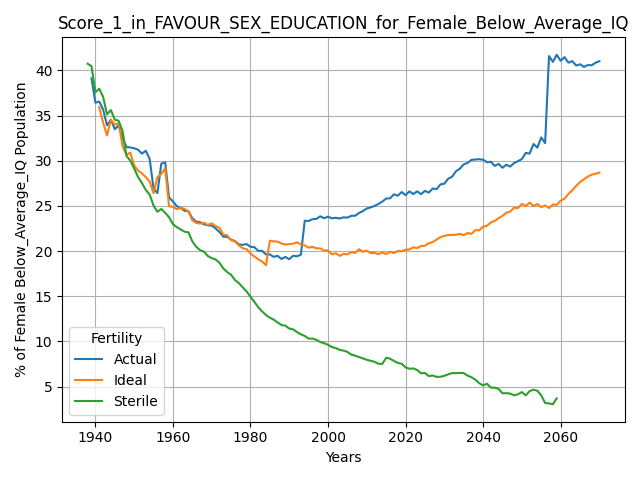 Score_1_in_FAVOUR_SEX_EDUCATION_for_Female_Below_Average_IQ
% of Female Below_Average_IQ Population
40
35
30
25
20
15
10
5
Fertility
Actual
Ideal
Sterile
1940 1960 1980 2000 2020 2040 2060
Years